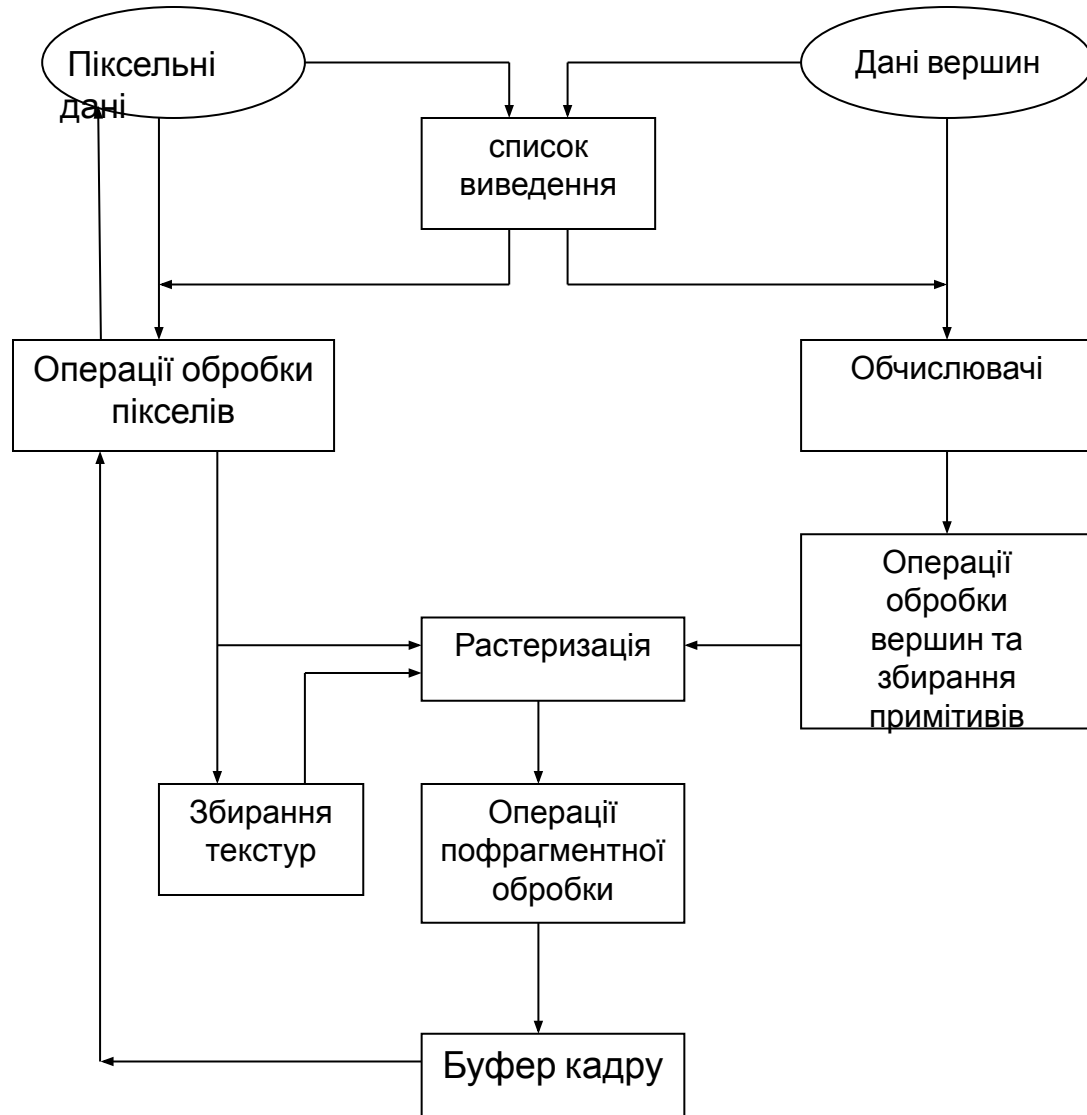 Піксельні
дані
Дані вершин
список
виведення
Операції обробки
пікселів
Обчислювачі
Операції
обробки
вершин та
збирання
примітивів
Растеризація
Збирання
текстур
Операції
пофрагментної
обробки
Буфер кадру